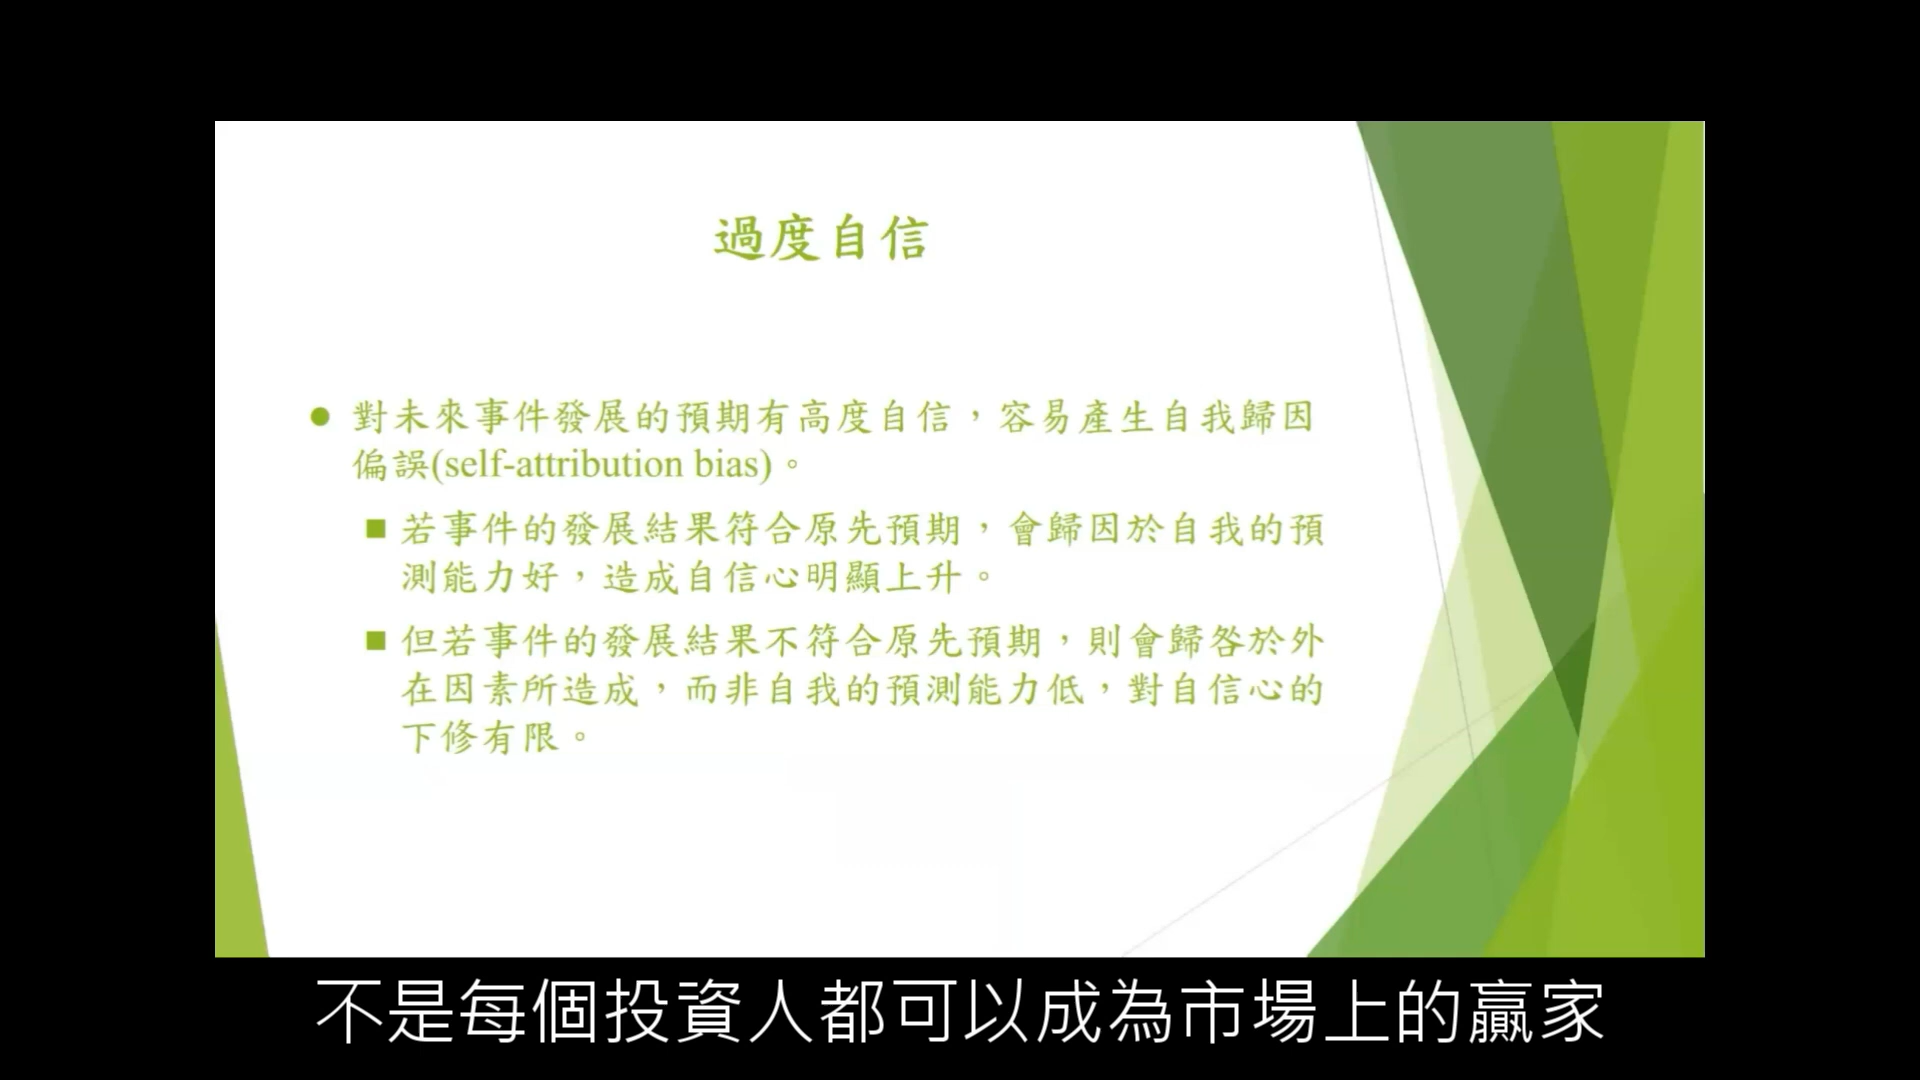 過度自信
● 對未來事件發展的預期有高度自信，容易產生自我歸因
偏誤(self-attribution bias)。
■ 若事件的發展結果符合原先預期，會歸因於自我的預
測能力好，造成自信心明顯上升。
■ 但若事件的發展結果不符合原先預期，則會歸咎於外
在因素所造成，而非自我的預測能力低，對自信心的
下修有限。
不是每個投資人都可以成為市場上的贏家